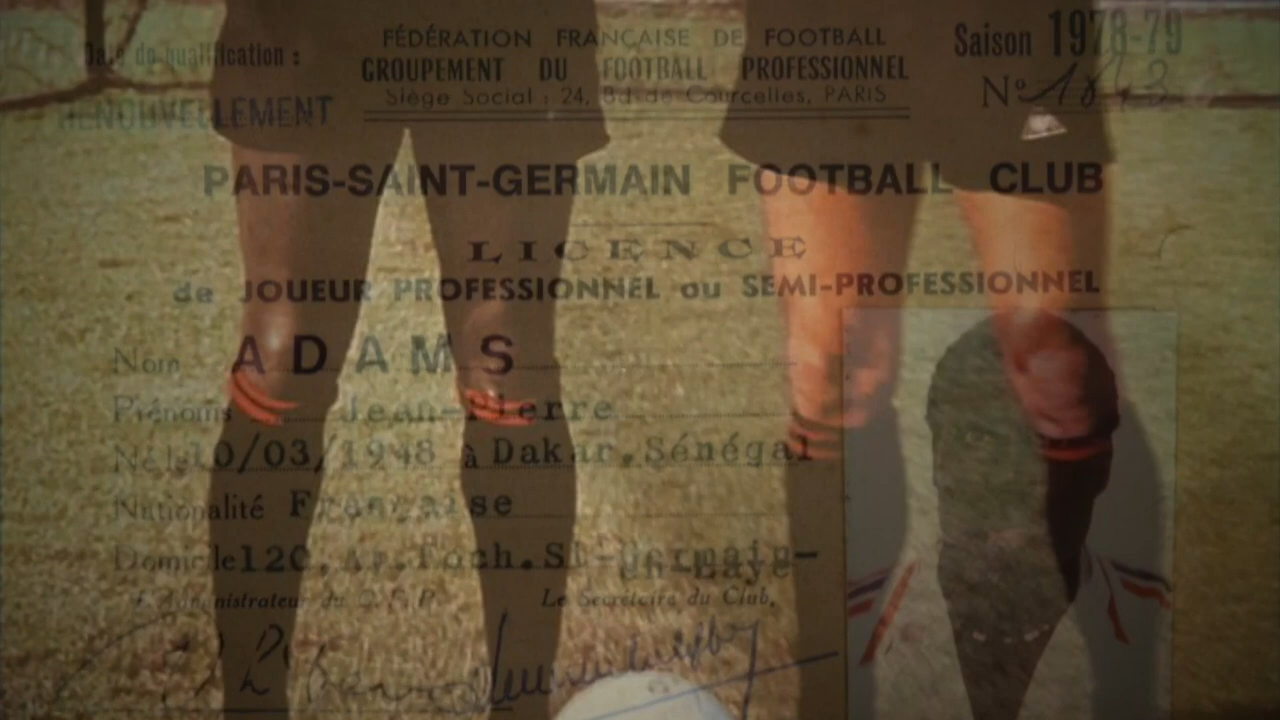 Date de qualification :
FÉDÉRATION FRANÇAISE DE FOOTBALL
Saison 1978-79
GROUPEMENT DU FOOTBALL PROFESSIONNEL
Siège Social : 24, Bd de Courcelles, PARIS
N° 1813
RENOUVELLEMENT
PARIS-SAINT-GERMAIN FOOTBALL CLUB
LICENCE
de JOUEUR PROFESSIONNEL ou SEMI-PROFESSIONNEL
Nom ADAMS
Prénoms Jean-Pierre
Né le 10/03/1948 à Dakar.Sénégal
Nationalité Française
Domicile 120, Av.Foch.St-Germain-
en-Laye
L'Administrateur du G.F.P.
Le Secrétaire du Club,